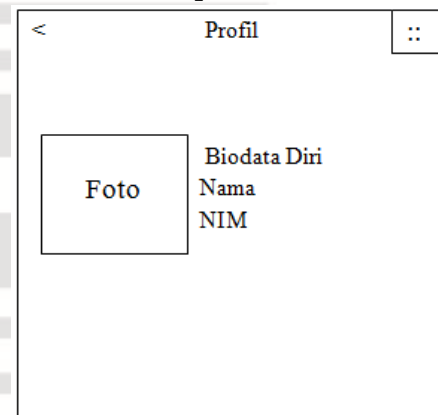 < Profil ::
Biodata Diri
Foto Nama
NIM